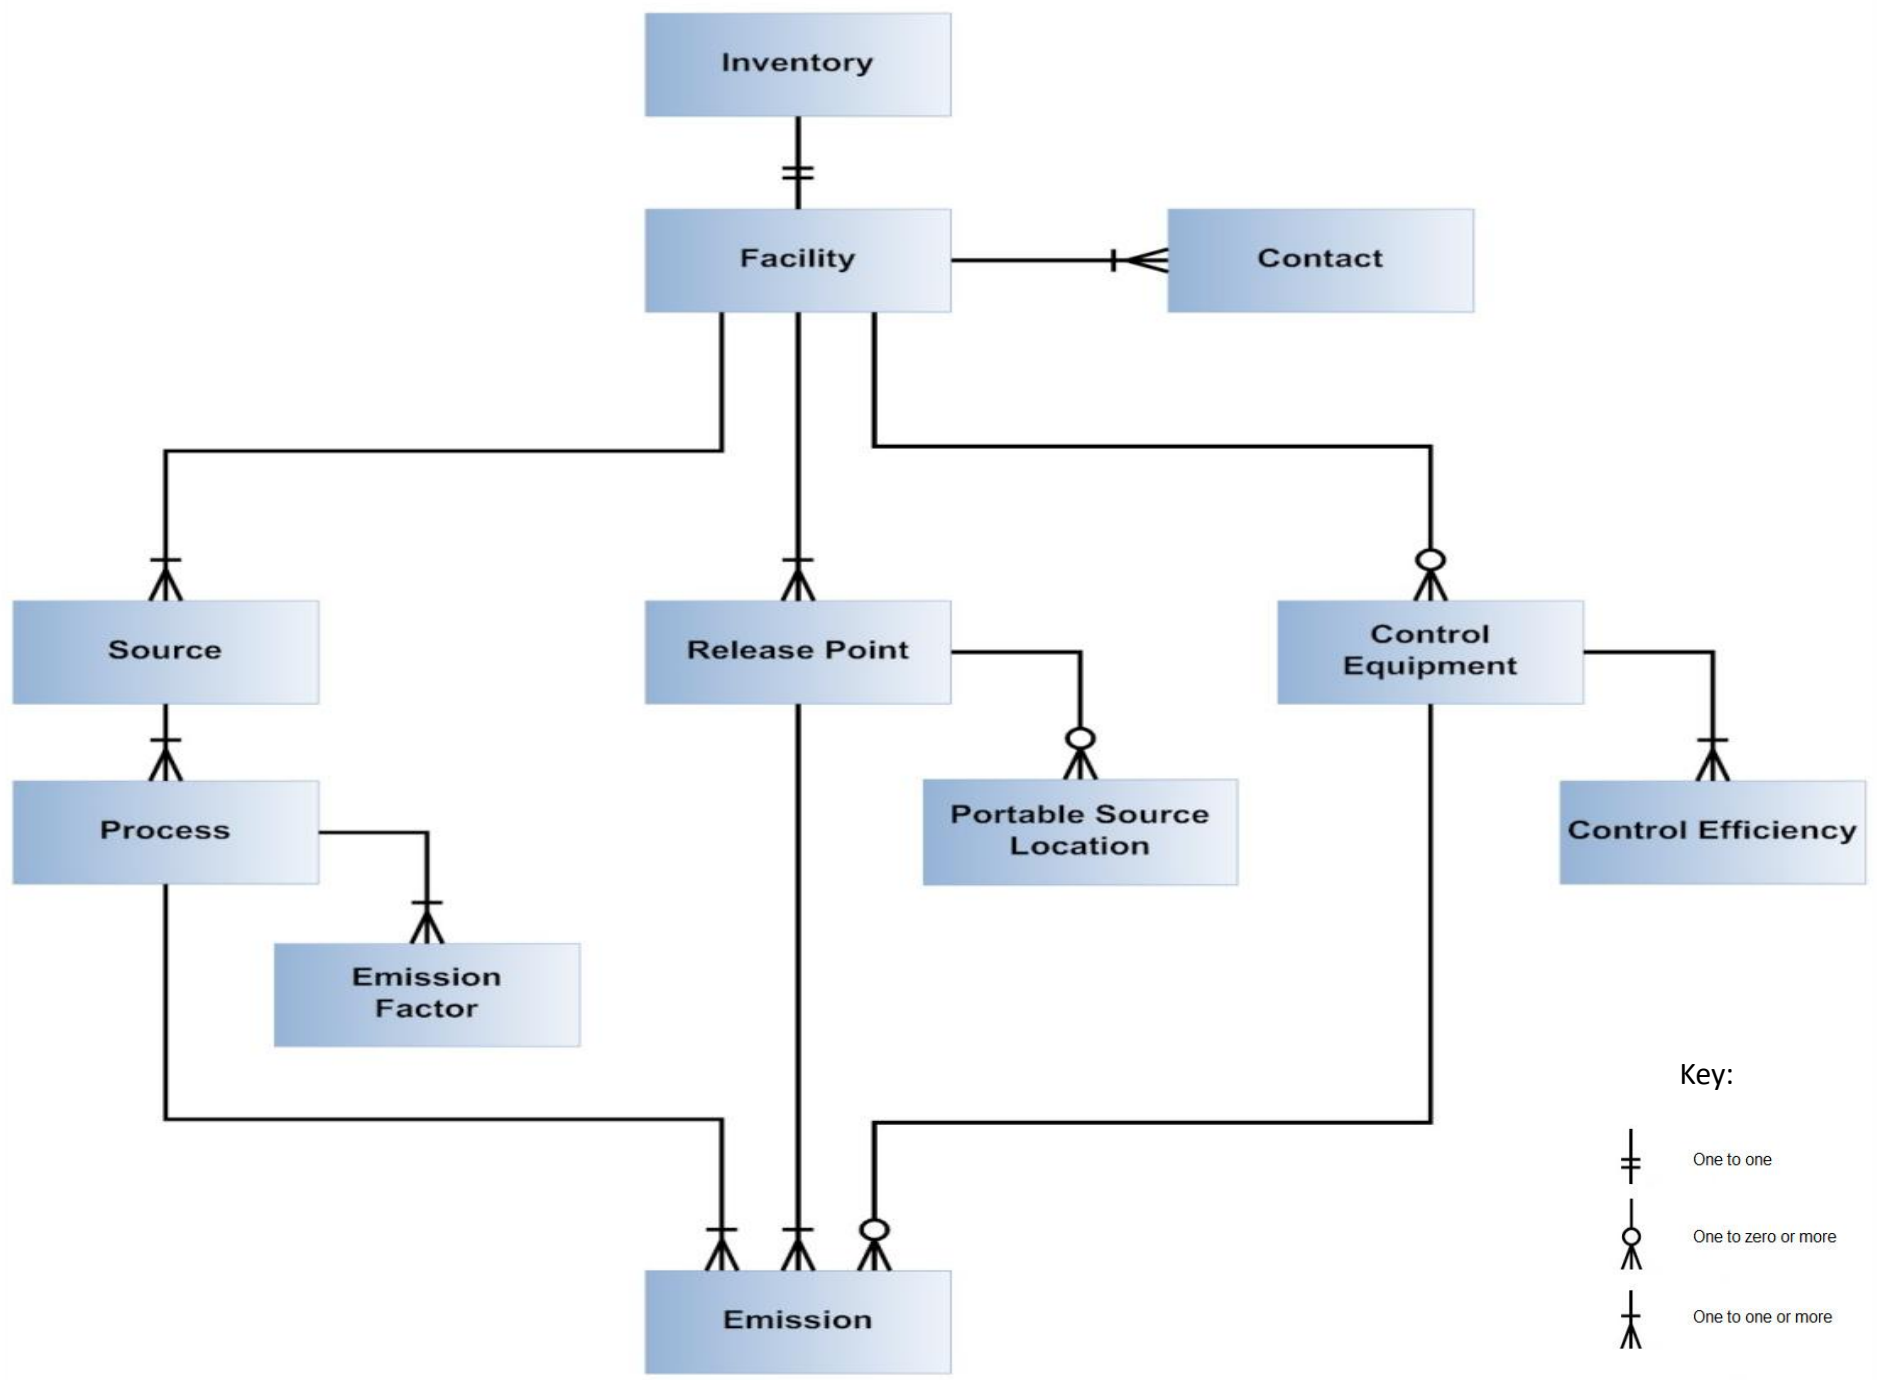 Inventory
Facility
Contact
Source
Release Point
Control
Equipment
Process
Portable Source
Location
Control Efficiency
Emission
Factor
Key:
One to one
One to zero or more
One to one or more
Emission